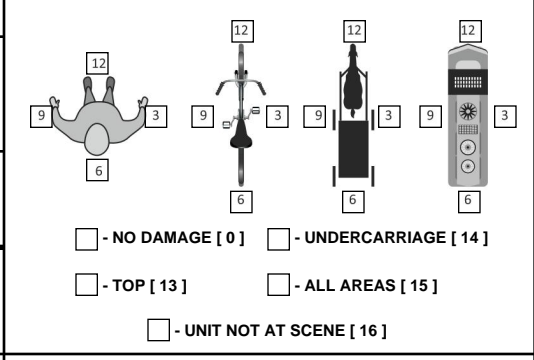 12 12 12 12
9 3 9 3 9 3 9 3
6 6 6 6
- NO DAMAGE [ 0 ] - UNDERCARRIAGE [ 14 ]
- TOP [ 13 ] - ALL AREAS [ 15 ]
- UNIT NOT AT SCENE [ 16 ]